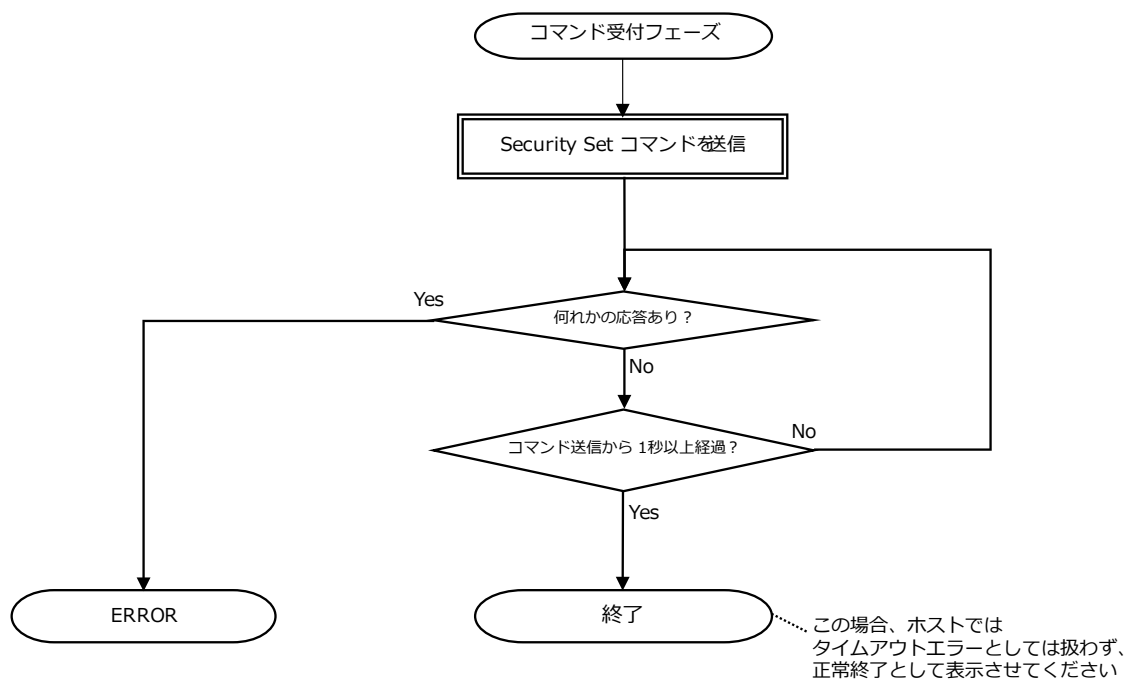 コマンド受付フェーズ
Security Set コマンドを送信
Yes
何れかの応答あり？
No
コマンド送信から 1秒以上経過？
No
Yes
ERROR
終了
この場合、ホストでは
タイムアウトエラーとしては扱わず、
正常終了として表示させてください